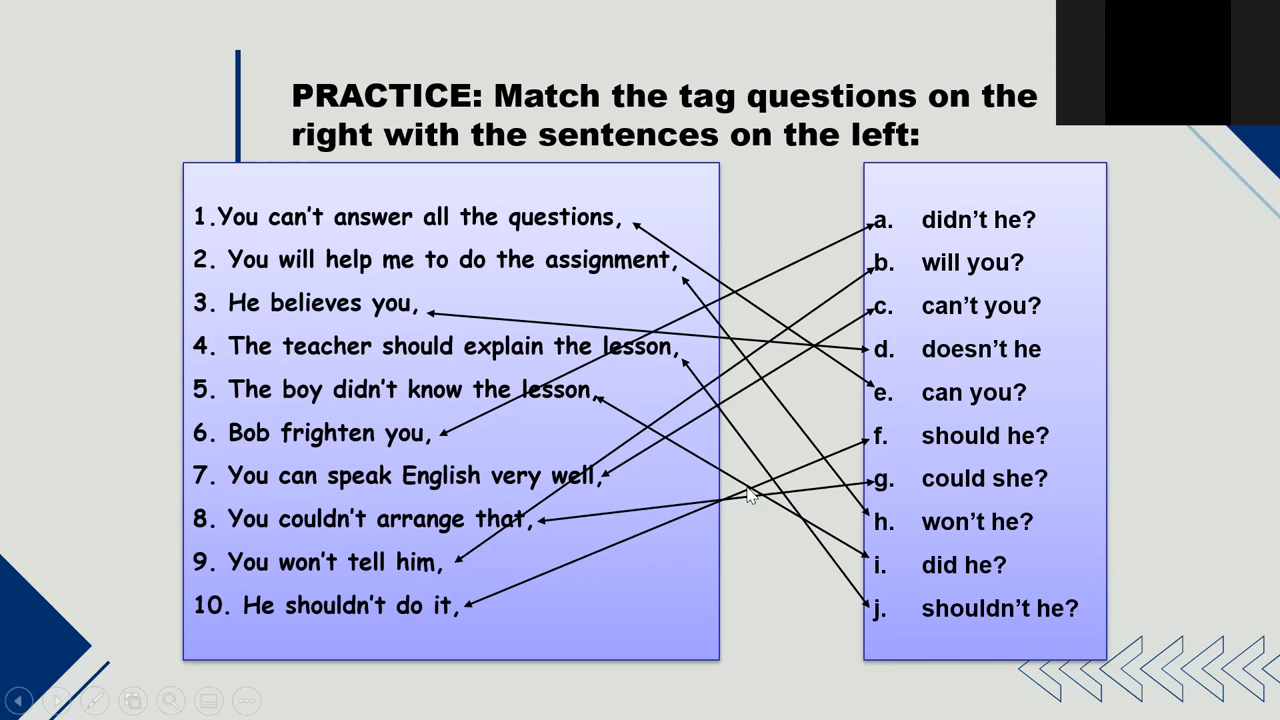 PRACTICE: Match the tag questions on the
right with the sentences on the left:
1.You can't answer all the questions,
2. You will help me to do the assignment,
3. He believes you,
4. The teacher should explain the lesson,
5. The boy didn't know the lesson,
6. Bob frighten you,
7. You can speak English very well,
8. You couldn't arrange that,
9. You won't tell him,
10. He shouldn't do it,
a. didn't he?
b. will you?
c. can't you?
d. doesn't he
e. can you?
f. should he?
g. could she?
h. won't he?
i. did he?
j. shouldn't he?